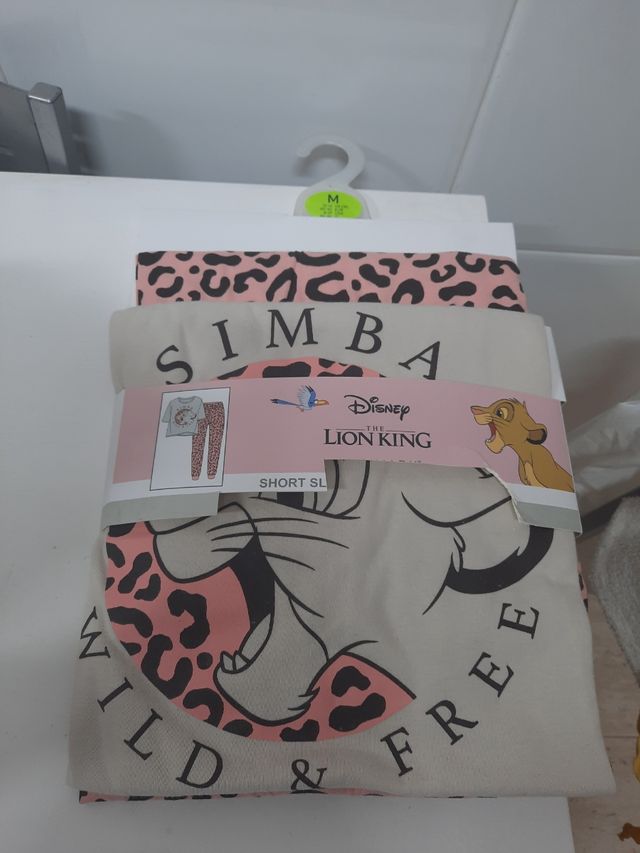 M
SIMBA
Disney
THE
LION KING
SHORT SL
WILD & FREE